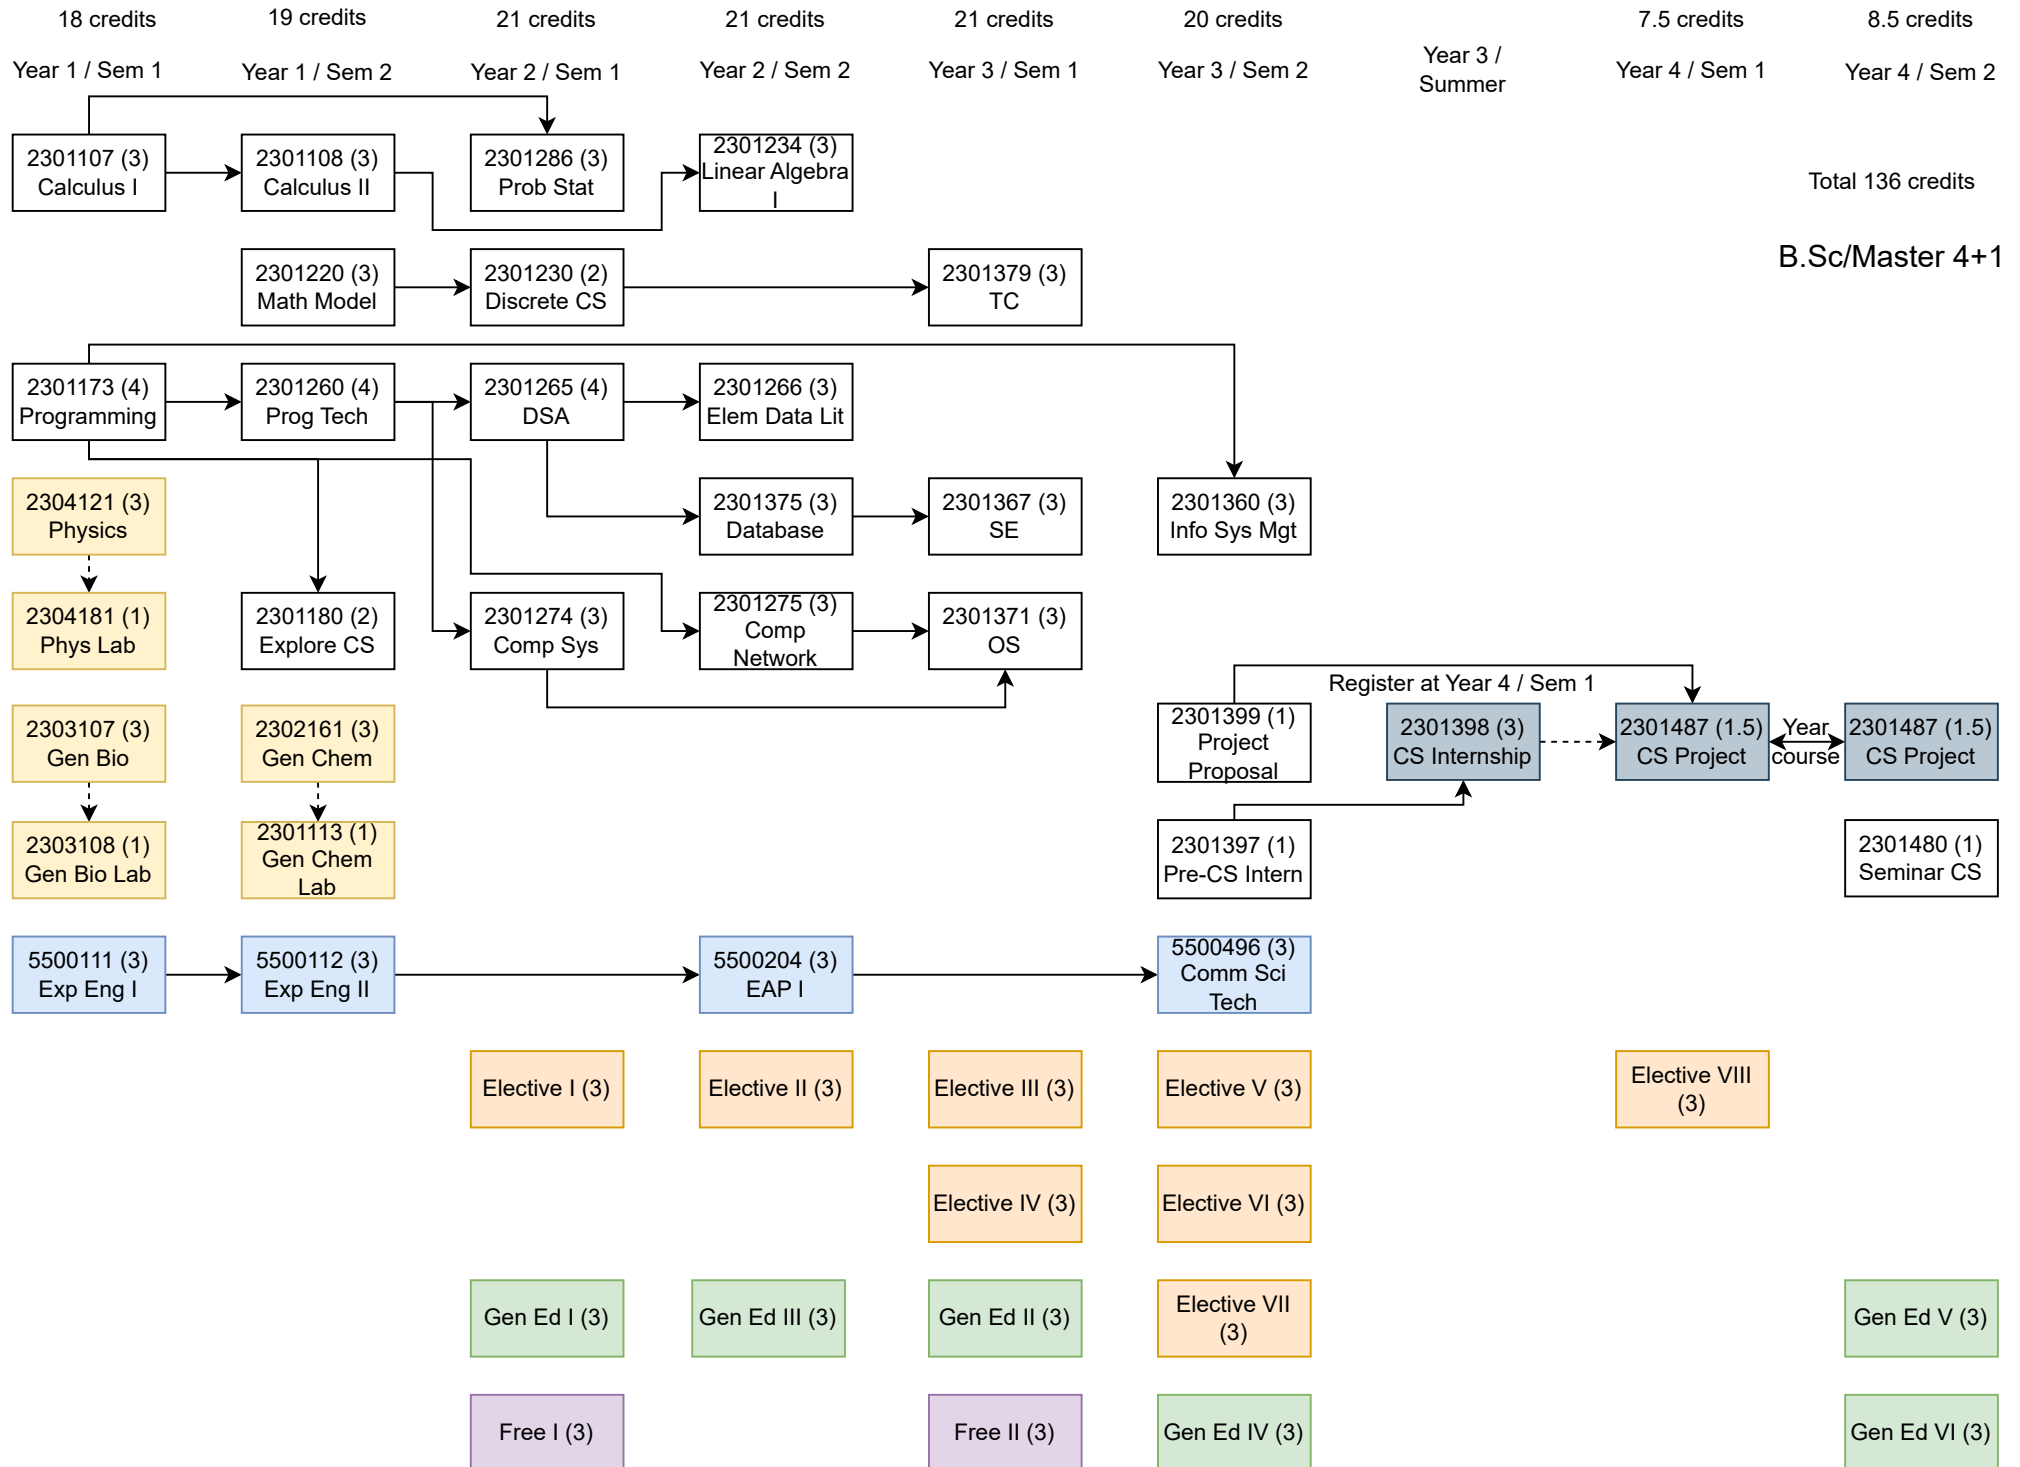 18 credits
19 credits
21 credits
21 credits
21 credits
20 credits
7.5 credits
8.5 credits
Year 1 / Sem 1
Year 1 / Sem 2
Year 2 / Sem 1
Year 2 / Sem 2
Year 3 / Sem 1
Year 3 / Sem 2
Year 3 /
Summer
Year 4 / Sem 1
Year 4 / Sem 2
2301107 (3)
Calculus I
2301108 (3)
Calculus II
2301286 (3)
Prob Stat
2301234 (3)
Linear Algebra
I
Total 136 credits
B.Sc/Master 4+1
2301220 (3)
Math Model
2301230 (2)
Discrete CS
2301379 (3)
TC
2301173 (4)
Programming
2301260 (4)
Prog Tech
2301265 (4)
DSA
2301266 (3)
Elem Data Lit
2304121 (3)
Physics
2301375 (3)
Database
2301367 (3)
SE
2301360 (3)
Info Sys Mgt
2304181 (1)
Phys Lab
2301180 (2)
Explore CS
2301274 (3)
Comp Sys
2301275 (3)
Comp
Network
2301371 (3)
OS
Register at Year 4 / Sem 1
2303107 (3)
Gen Bio
2302161 (3)
Gen Chem
2301399 (1)
Project
Proposal
2301398 (3)
CS Internship
2301487 (1.5)
CS Project
Year
course
2301487 (1.5)
CS Project
2303108 (1)
Gen Bio Lab
2301113 (1)
Gen Chem
Lab
2301397 (1)
Pre-CS Intern
2301480 (1)
Seminar CS
5500111 (3)
Exp Eng I
5500112 (3)
Exp Eng II
5500204 (3)
EAP I
5500496 (3)
Comm Sci
Tech
Elective I (3)
Elective II (3)
Elective III (3)
Elective V (3)
Elective VIII
(3)
Elective IV (3)
Elective VI (3)
Gen Ed I (3)
Gen Ed III (3)
Gen Ed II (3)
Elective VII
(3)
Gen Ed V (3)
Free I (3)
Free II (3)
Gen Ed IV (3)
Gen Ed VI (3)